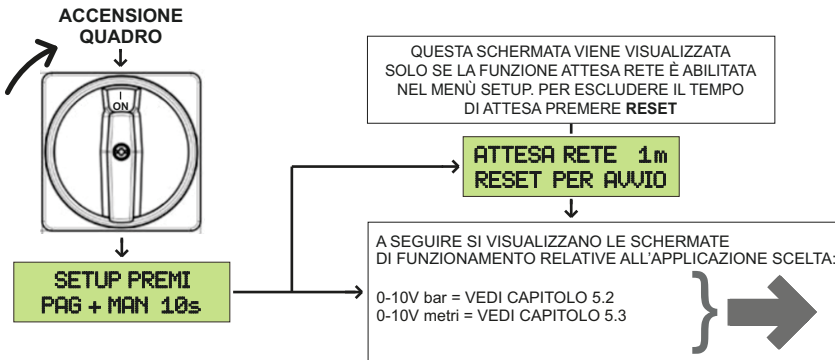 ACCENSIONE
QUADRO
I
ON
SETUP PREMI
PAG + MAN 10s
QUESTA SCHERMATA VIENE VISUALIZZATA
SOLO SE LA FUNZIONE ATTESA RETE È ABILITATA
NEL MENÙ SETUP. PER ESCLUDERE IL TEMPO
DI ATTESA PREMERE RESET
ATTESA RETE 1m
RESET PER AVVIO
A SEGUIRE SI VISUALIZZANO LE SCHERMATE
DI FUNZIONAMENTO RELATIVE ALL'APPLICAZIONE SCELTA:
0-10V bar = VEDI CAPITOLO 5.2
0-10V metri = VEDI CAPITOLO 5.3